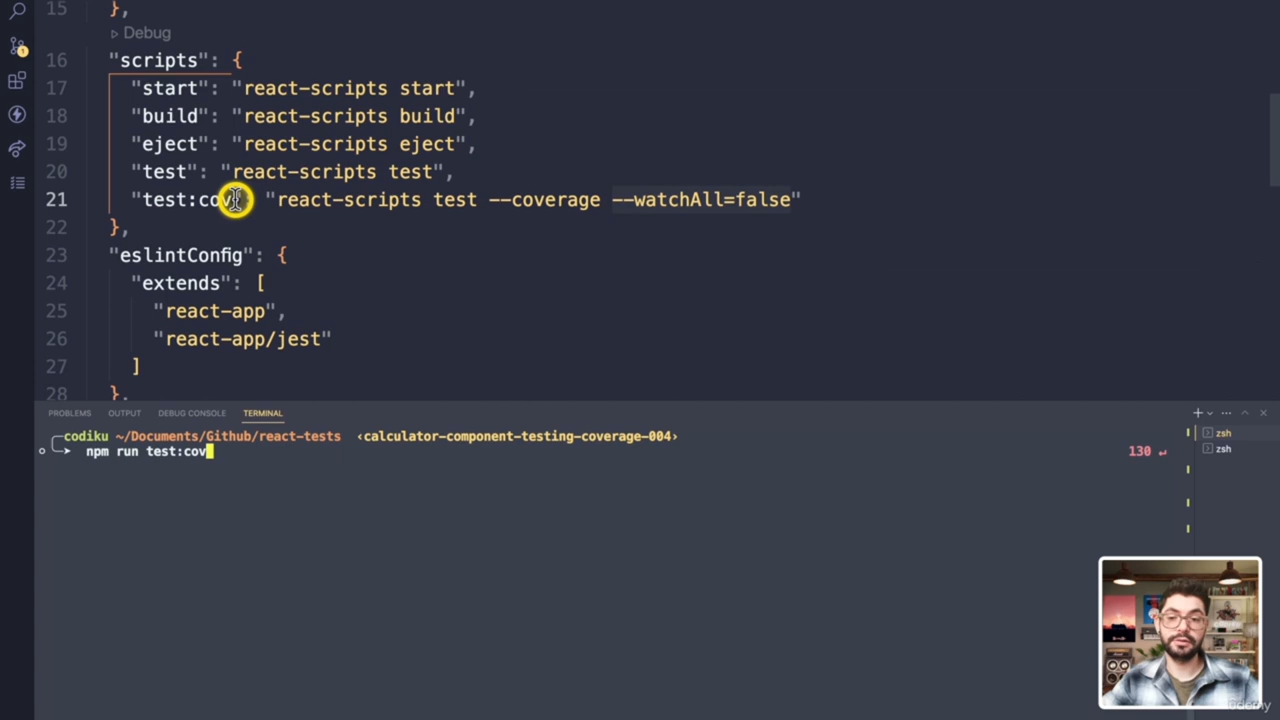 15 },
Debug
16 "scripts": {
17 "start": "react-scripts start",
18 "build": "react-scripts build",
19 "eject": "react-scripts eject",
20 "test": "react-scripts test",
21 "test:cov "react-scripts test --coverage --watchAll=false"
22 },
23 "eslintConfig": {
24 "extends": [
25 "react-app",
26 "react-app/jest"
27 ]
28 },
PROBLEMS OUTPUT DEBUG CONSOLE TERMINAL
codiku ~/Documents/Github/react-tests ‹calculator-component-testing-coverage-004›
npm run test:cov 130 ↵
zsh
zsh